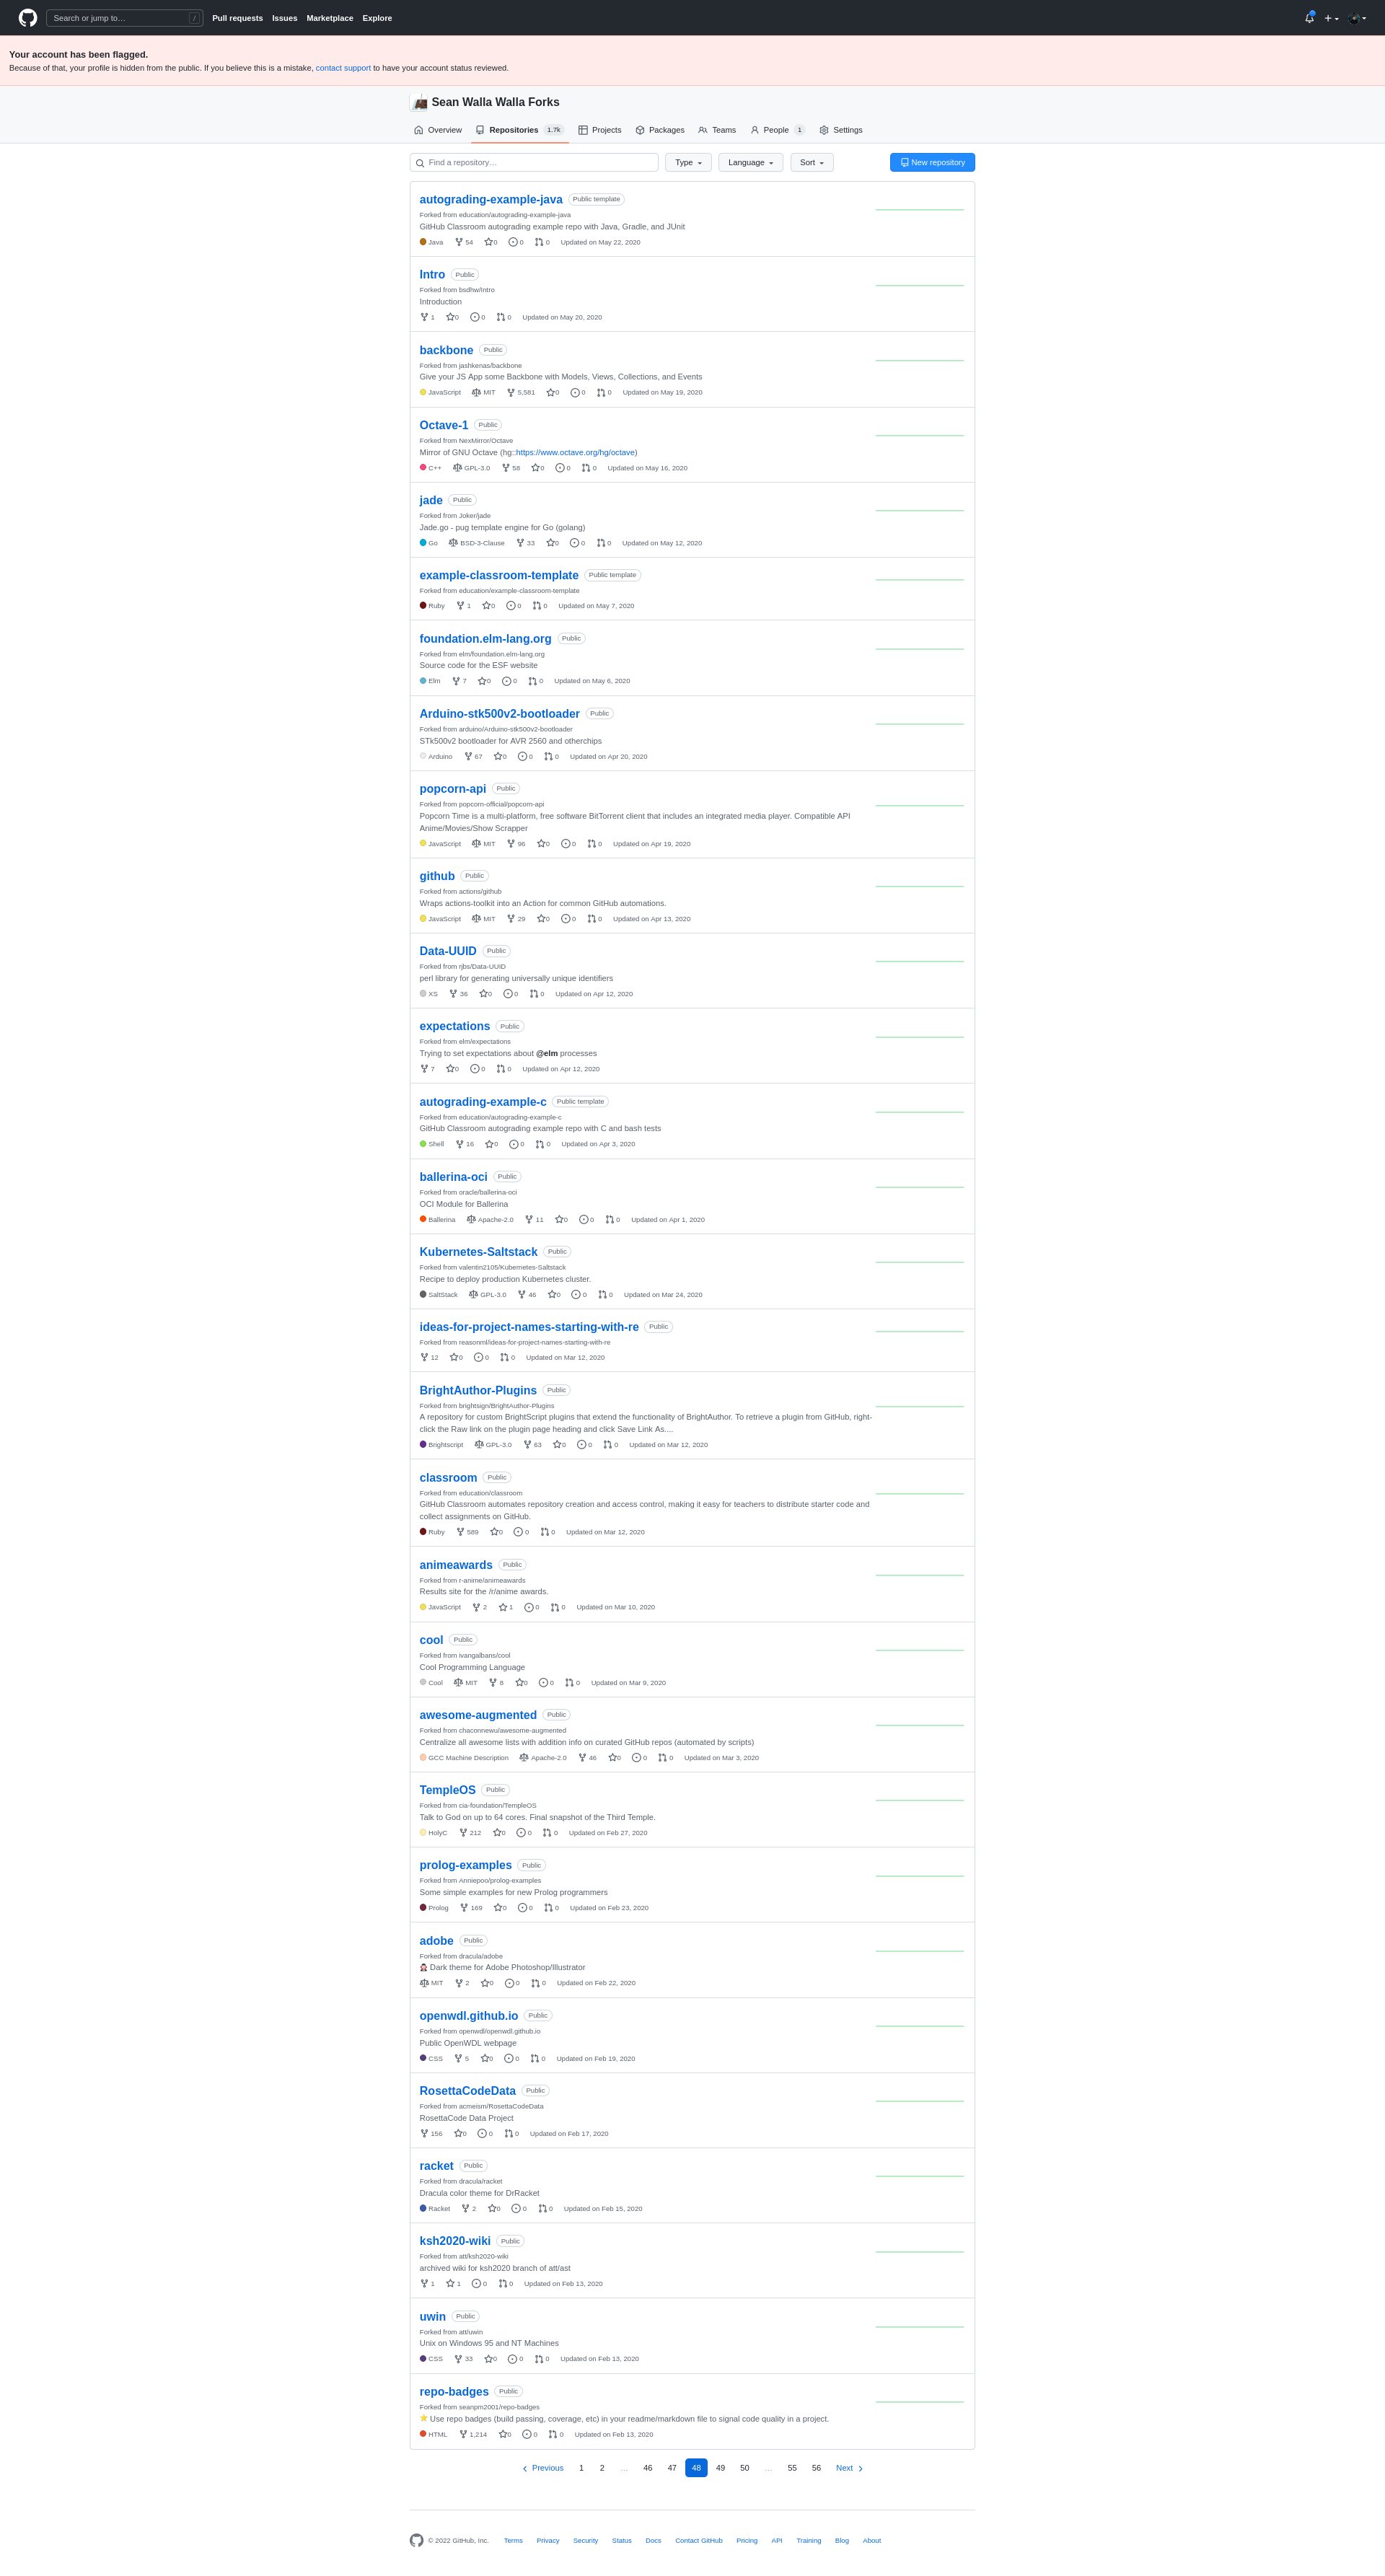 Search or jump to…
/
Pull requests Issues Marketplace Explore
Your account has been flagged.
Because of that, your profile is hidden from the public. If you believe this is a mistake, contact support to have your account status reviewed.
Sean Walla Walla Forks
Overview Repositories 1.7k Projects Packages Teams People 1 Settings
Find a repository… Type Language Sort New repository
autograding-example-java Public template
Forked from education/autograding-example-java
GitHub Classroom autograding example repo with Java, Gradle, and JUnit
Java 54 0 0 0 Updated on May 22, 2020
Intro Public
Forked from bsdhw/Intro
Introduction
1 0 0 0 Updated on May 20, 2020
backbone Public
Forked from jashkenas/backbone
Give your JS App some Backbone with Models, Views, Collections, and Events
JavaScript MIT 5,581 0 0 0 Updated on May 19, 2020
Octave-1 Public
Forked from NexMirror/Octave
Mirror of GNU Octave (hg::https://www.octave.org/hg/octave)
C++ GPL-3.0 58 0 0 0 Updated on May 16, 2020
jade Public
Forked from Joker/jade
Jade.go - pug template engine for Go (golang)
Go BSD-3-Clause 33 0 0 0 Updated on May 12, 2020
example-classroom-template Public template
Forked from education/example-classroom-template
Ruby 1 0 0 0 Updated on May 7, 2020
foundation.elm-lang.org Public
Forked from elm/foundation.elm-lang.org
Source code for the ESF website
Elm 7 0 0 0 Updated on May 6, 2020
Arduino-stk500v2-bootloader Public
Forked from arduino/Arduino-stk500v2-bootloader
STk500v2 bootloader for AVR 2560 and otherchips
Arduino 67 0 0 0 Updated on Apr 20, 2020
popcorn-api Public
Forked from popcorn-official/popcorn-api
Popcorn Time is a multi-platform, free software BitTorrent client that includes an integrated media player. Compatible API
Anime/Movies/Show Scrapper
JavaScript MIT 96 0 0 0 Updated on Apr 19, 2020
github Public
Forked from actions/github
Wraps actions-toolkit into an Action for common GitHub automations.
JavaScript MIT 29 0 0 0 Updated on Apr 13, 2020
Data-UUID Public
Forked from rjbs/Data-UUID
perl library for generating universally unique identifiers
XS 36 0 0 0 Updated on Apr 12, 2020
expectations Public
Forked from elm/expectations
Trying to set expectations about @elm processes
7 0 0 0 Updated on Apr 12, 2020
autograding-example-c Public template
Forked from education/autograding-example-c
GitHub Classroom autograding example repo with C and bash tests
Shell 16 0 0 0 Updated on Apr 3, 2020
ballerina-oci Public
Forked from oracle/ballerina-oci
OCI Module for Ballerina
Ballerina Apache-2.0 11 0 0 0 Updated on Apr 1, 2020
Kubernetes-Saltstack Public
Forked from valentin2105/Kubernetes-Saltstack
Recipe to deploy production Kubernetes cluster.
SaltStack GPL-3.0 46 0 0 0 Updated on Mar 24, 2020
ideas-for-project-names-starting-with-re Public
Forked from reasonml/ideas-for-project-names-starting-with-re
12 0 0 0 Updated on Mar 12, 2020
BrightAuthor-Plugins Public
Forked from brightsign/BrightAuthor-Plugins
A repository for custom BrightScript plugins that extend the functionality of BrightAuthor. To retrieve a plugin from GitHub, right-
click the Raw link on the plugin page heading and click Save Link As....
Brightscript GPL-3.0 63 0 0 0 Updated on Mar 12, 2020
classroom Public
Forked from education/classroom
GitHub Classroom automates repository creation and access control, making it easy for teachers to distribute starter code and
collect assignments on GitHub.
Ruby 589 0 0 0 Updated on Mar 12, 2020
animeawards Public
Forked from r-anime/animeawards
Results site for the /r/anime awards.
JavaScript 2 1 0 0 Updated on Mar 10, 2020
cool Public
Forked from ivangalbans/cool
Cool Programming Language
Cool MIT 8 0 0 0 Updated on Mar 9, 2020
awesome-augmented Public
Forked from chaconnewu/awesome-augmented
Centralize all awesome lists with addition info on curated GitHub repos (automated by scripts)
GCC Machine Description Apache-2.0 46 0 0 0 Updated on Mar 3, 2020
TempleOS Public
Forked from cia-foundation/TempleOS
Talk to God on up to 64 cores. Final snapshot of the Third Temple.
HolyC 212 0 0 0 Updated on Feb 27, 2020
prolog-examples Public
Forked from Anniepoo/prolog-examples
Some simple examples for new Prolog programmers
Prolog 169 0 0 0 Updated on Feb 23, 2020
adobe Public
Forked from dracula/adobe
Dark theme for Adobe Photoshop/Illustrator
MIT 2 0 0 0 Updated on Feb 22, 2020
openwdl.github.io Public
Forked from openwdl/openwdl.github.io
Public OpenWDL webpage
CSS 5 0 0 0 Updated on Feb 19, 2020
RosettaCodeData Public
Forked from acmeism/RosettaCodeData
RosettaCode Data Project
156 0 0 0 Updated on Feb 17, 2020
racket Public
Forked from dracula/racket
Dracula color theme for DrRacket
Racket 2 0 0 0 Updated on Feb 15, 2020
ksh2020-wiki Public
Forked from att/ksh2020-wiki
archived wiki for ksh2020 branch of att/ast
1 1 0 0 Updated on Feb 13, 2020
uwin Public
Forked from att/uwin
Unix on Windows 95 and NT Machines
CSS 33 0 0 0 Updated on Feb 13, 2020
repo-badges Public
Forked from seanpm2001/repo-badges
⭐ Use repo badges (build passing, coverage, etc) in your readme/markdown file to signal code quality in a project.
HTML 1,214 0 0 0 Updated on Feb 13, 2020
Previous 1 2 … 46 47 48 49 50 … 55 56 Next
© 2022 GitHub, Inc. Terms Privacy Security Status Docs Contact GitHub Pricing API Training Blog About